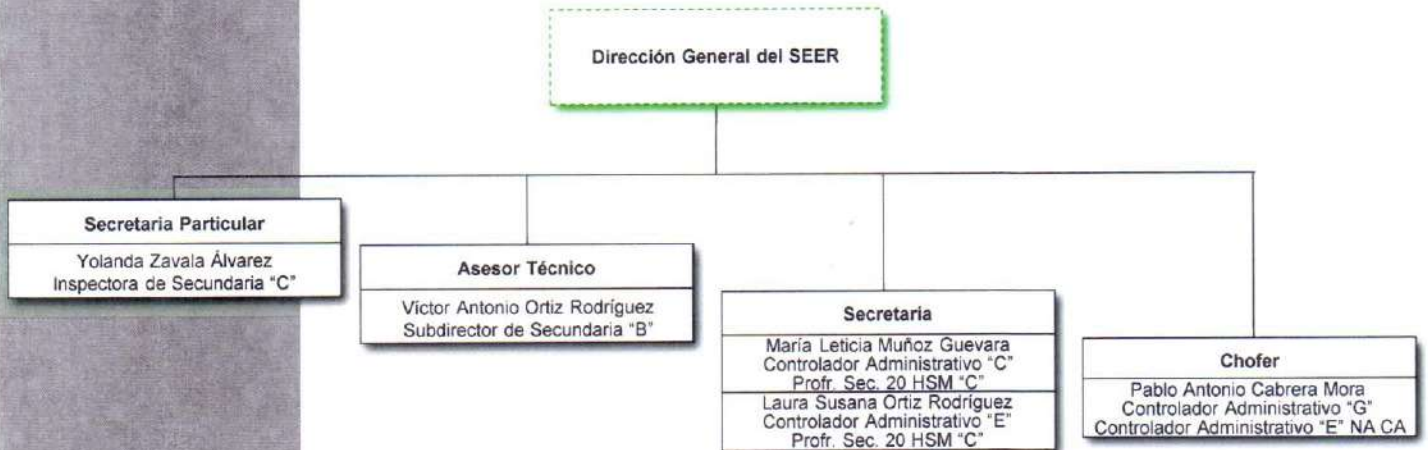 Dirección General del SEER
Secretaria Particular
Yolanda Zavala Álvarez
Inspectora de Secundaria "C"
Asesor Técnico
Víctor Antonio Ortiz Rodríguez
Subdirector de Secundaria "B"
Secretaria
María Leticia Muñoz Guevara
Controlador Administrativo "C"
Profr. Sec. 20 HSM "C"
Laura Susana Ortiz Rodríguez
Controlador Administrativo "E"
Profr. Sec. 20 HSM "C"
Chofer
Pablo Antonio Cabrera Mora
Controlador Administrativo "G"
Controlador Administrativo "E" NA CA